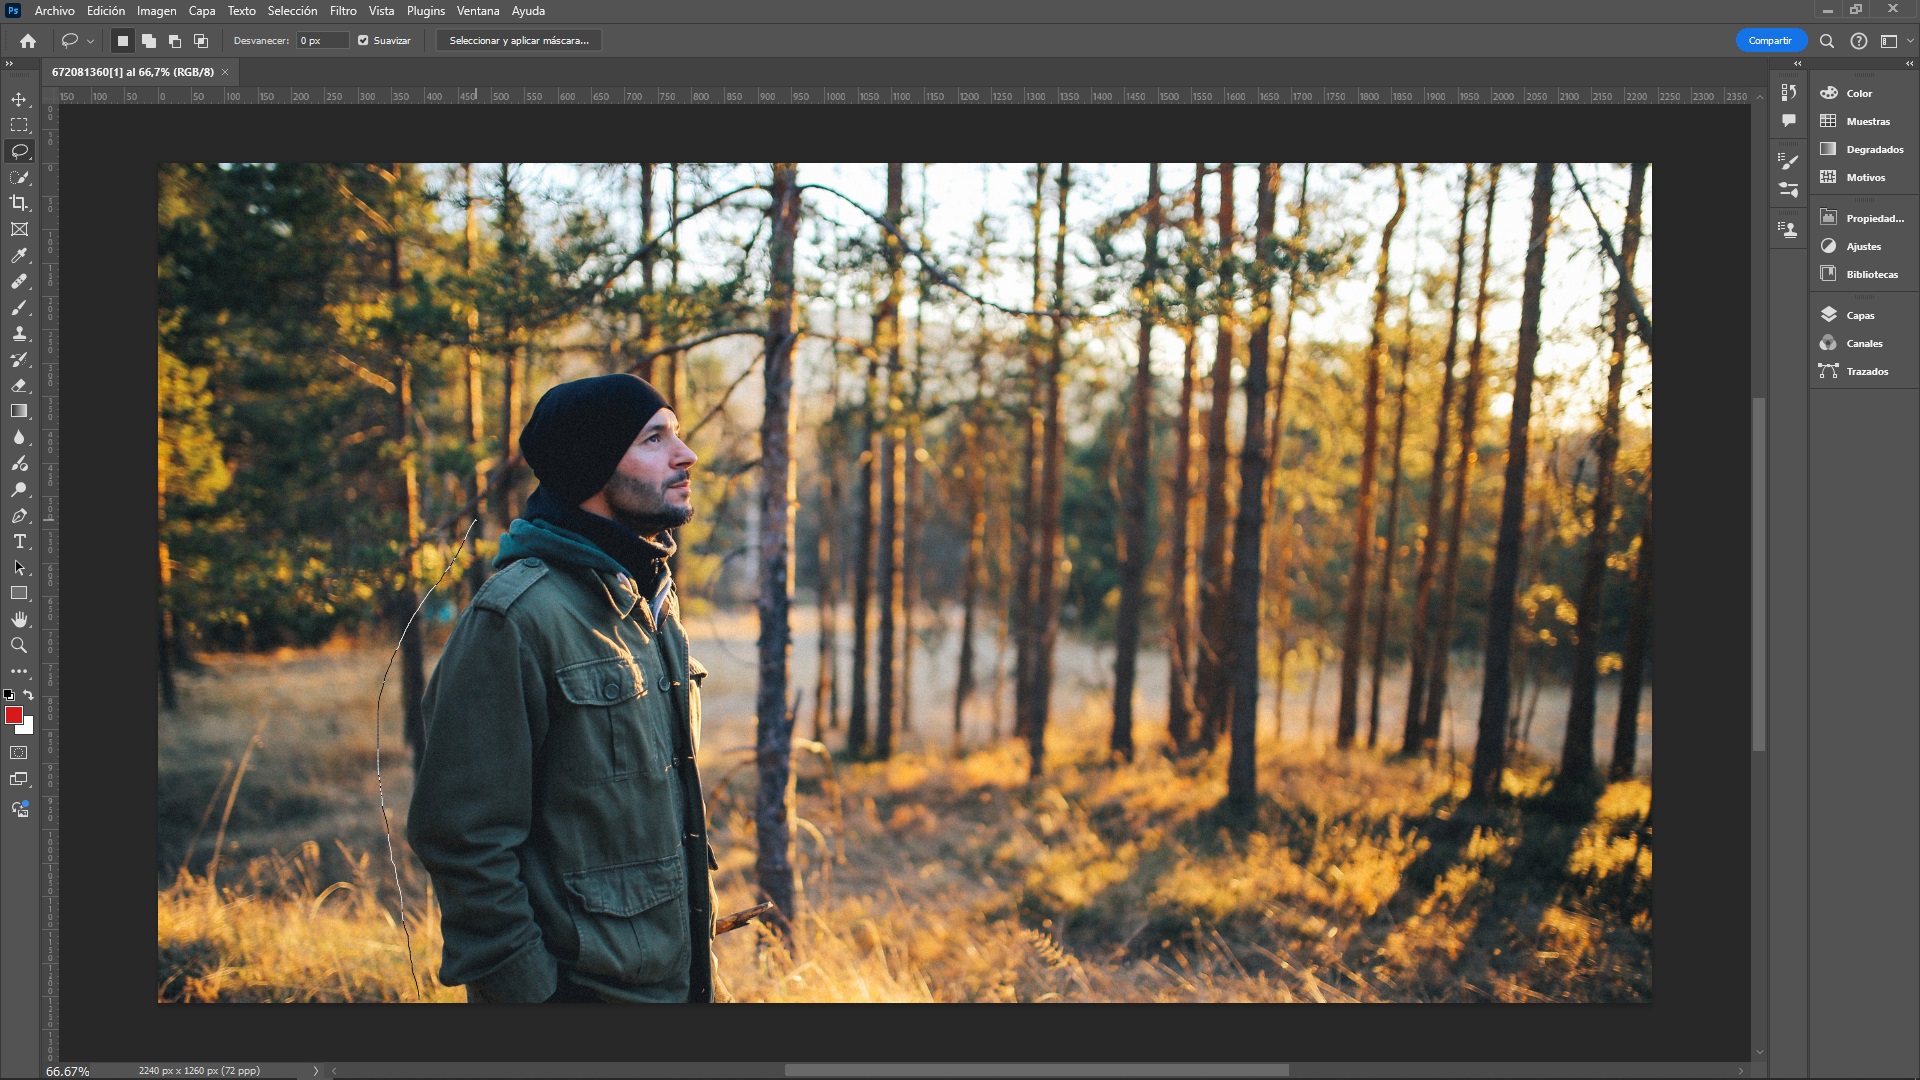 Ps Archivo Edición Imagen Capa Texto Selección Filtro Vista Plugins Ventana Ayuda
Desvanecer: 0 px Suavizar Seleccionar y aplicar máscara... Compartir
672081360[1] al 66,7% (RGB/8) ×
150 100 50 0 50 100 150 200 250 300 350 400 450 500 550 600 650 700 750 800 850 900 950 1000 1050 1100 1150 1200 1250 1300 1350 1400 1450 1500 1550 1600 1650 1700 1750 1800 1850 1900 1950 2000 2050 2100 2150 2200 2250 2300 2350
Color
Muestras
Degradados
Motivos
Propiedad...
Ajustes
Bibliotecas
Capas
Canales
Trazados
66.67% 2240 px x 1260 px (72 ppp)